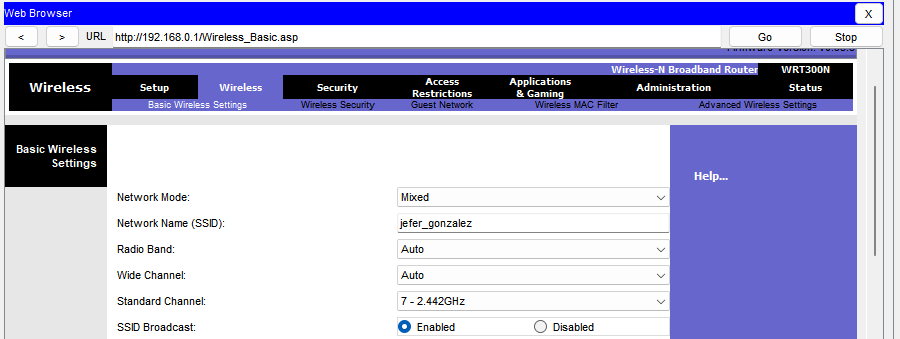 Web Browser X
< > URL http://192.168.0.1/Wireless_Basic.asp Go Stop
Wireless-N Broadband Router WRT300N
Wireless Setup Wireless Security Access Restrictions Applications & Gaming Administration Status
Basic Wireless Settings Wireless Security Guest Network Wireless MAC Filter Advanced Wireless Settings
Basic Wireless
Settings
Help...
Network Mode: Mixed
Network Name (SSID): jefer_gonzalez
Radio Band: Auto
Wide Channel: Auto
Standard Channel: 7 - 2.442GHz
SSID Broadcast: Enabled Disabled